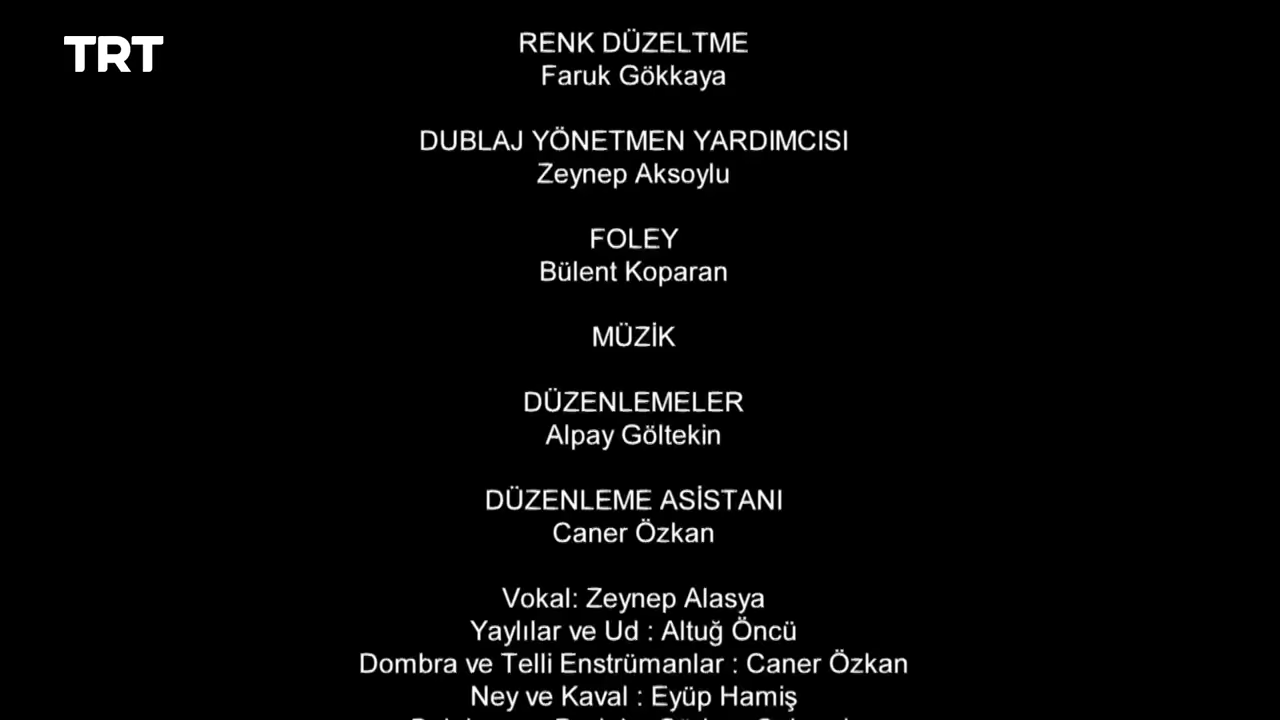 TRT
RENK DÜZELTME
Faruk Gökkaya
DUBLAJ YÖNETMEN YARDIMCISI
Zeynep Aksoylu
FOLEY
Bülent Koparan
MÜZİK
DÜZENLEMELER
Alpay Göltekin
DÜZENLEME ASİSTANI
Caner Özkan
Vokal: Zeynep Alasya
Yaylılar ve Ud : Altuğ Öncü
Dombra ve Telli Enstrümanlar : Caner Özkan
Ney ve Kaval : Eyüp Hamiş